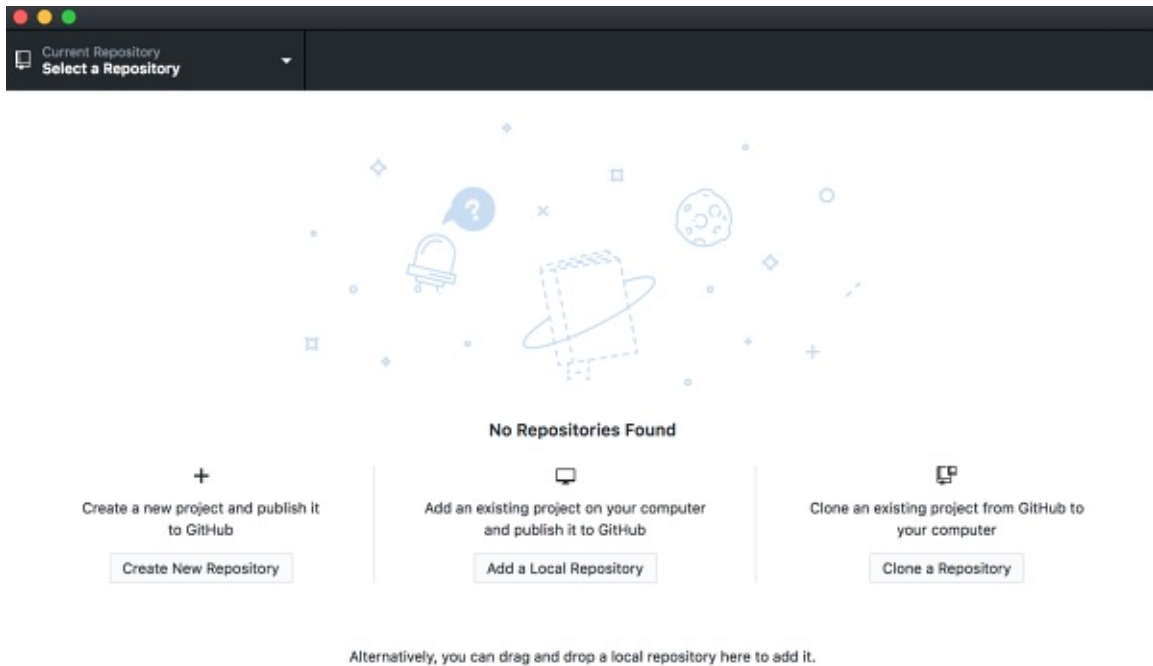 Current Repository
Select a Repository
?
No Repositories Found
Create a new project and publish it
to GitHub
Create New Repository
Add an existing project on your computer
and publish it to GitHub
Add a Local Repository
Clone an existing project from GitHub to
your computer
Clone a Repository
Alternatively, you can drag and drop a local repository here to add it.